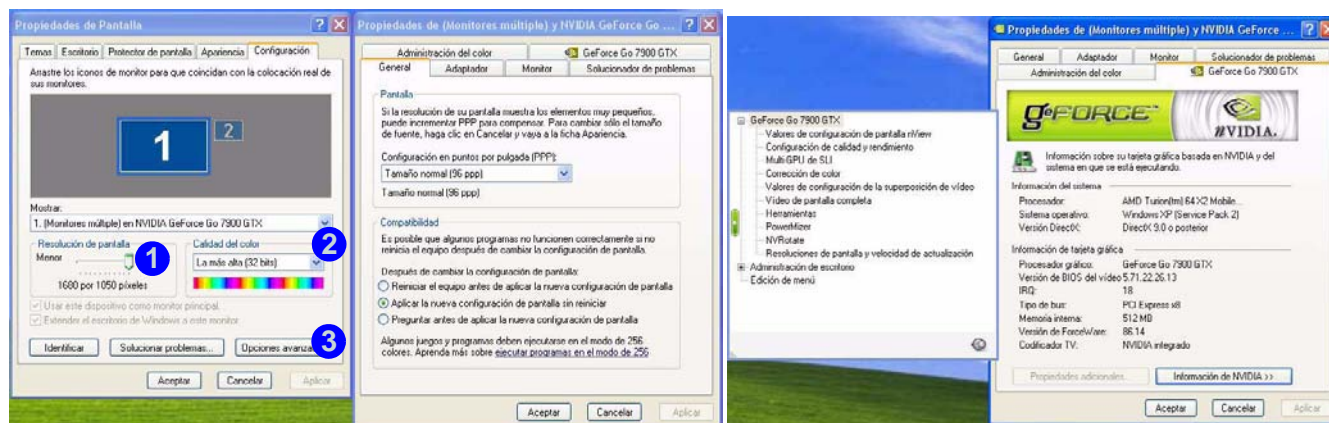 Propiedades de Pantalla
Temas Escritorio Protector de pantalla Apariencia Configuración
Arrastre los iconos de monitor para que coincidan con la colocación real de
sus monitores.
1
2
Mostrar:
1. (Monitores múltiple) en NVIDIA GeForce Go 7900 GTX
Resolución de pantalla
Menor
1
1680 por 1050 píxeles
Calidad del color
2
La más alta (32 bits)
Usar este dispositivo como monitor principal.
Extender el escritorio de Windows a este monitor.
3
Identificar
Solucionar problemas...
Opciones avanza
Aceptar
Cancelar
Aplicar
Propiedades de (Monitores múltiple) y NVIDIA GeForce Go ...
Administración del color
GeForce Go 7900 GTX
General
Adaptador
Monitor
Solucionador de problemas
Pantalla
Si la resolución de su pantalla muestra los elementos muy pequeños,
puede incrementar PPP para compensar. Para cambiar sólo el tamaño
de fuente, haga clic en Cancelar y vaya a la ficha Apariencia.
Configuración en puntos por pulgada (PPP):
Tamaño normal (96 ppp)
Tamaño normal (96 ppp)
Compatibilidad
Es posible que algunos programas no funcionen correctamente si no
reinicia el equipo después de cambiar la configuración de pantalla.
Después de cambiar la configuración de pantalla:
Reiniciar el equipo antes de aplicar la nueva configuración de pantalla
Aplicar la nueva configuración de pantalla sin reiniciar
Preguntar antes de aplicar la nueva configuración de pantalla
Algunos juegos y programas deben ejecutarse en el modo de 256
colores. Aprenda más sobre ejecutar programas en el modo de 256
Aceptar
Cancelar
Aplicar
GeForce Go 7900 GTX
Valores de configuración de pantalla nView
Configuración de calidad y rendimiento
Multi-GPU de SLI
Corrección de color
Valores de configuración de la superposición de vídeo
Vídeo de pantalla completa
Herramientas
PowerMizer
NVRotate
Resoluciones de pantalla y velocidad de actualización
Administración de escritorio
Edición de menú
Propiedades de (Monitores múltiple) y NVIDIA GeForce ...
General
Adaptador
Monitor
Solucionador de problemas
Administración del color
GeForce Go 7900 GTX
GeFORCE™
NVIDIA.
Información sobre su tarjeta gráfica basada en NVIDIA y del
sistema en que se está ejecutando.
Información del sistema
Procesador: AMD Turion(tm) 64 X2 Mobile...
Sistema operativo: Windows XP (Service Pack 2)
Versión DirectX: DirectX 9.0 o posterior
Información de tarjeta gráfica
Procesador gráfico: GeForce Go 7900 GTX
Versión de BIOS del vídeo 5.71.22.26.13
IRQ: 18
Tipo de bus: PCI Express x8
Memoria interna: 512 MB
Versión de ForceWare: 86.14
Codificador TV: NVIDIA integrado
Propiedades adicionales...
Información de NVIDIA >>
Aceptar
Cancelar
Aplicar